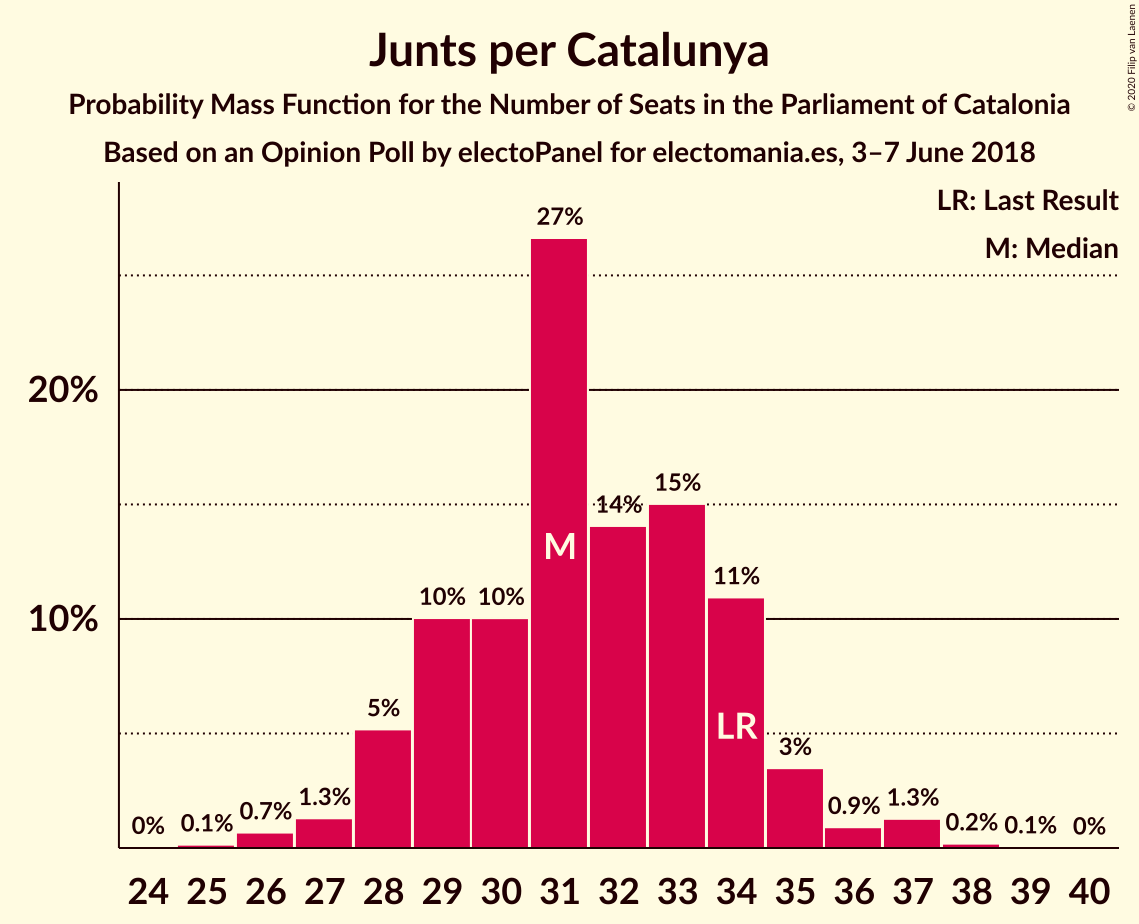 Junts per Catalunya
Probability Mass Function for the Number of Seats in the Parliament of Catalonia
Based on an Opinion Poll by electoPanel for electomania.es, 3–7 June 2018
© 2020 Filip van Laenen
LR: Last Result
M: Median
20%
10%
0%
0.1%
0.7%
1.3%
5%
10%
10%
27%
14%
15%
11%
3%
0.9%
1.3%
0.2%
0.1%
0%
M
LR
24 25 26 27 28 29 30 31 32 33 34 35 36 37 38 39 40